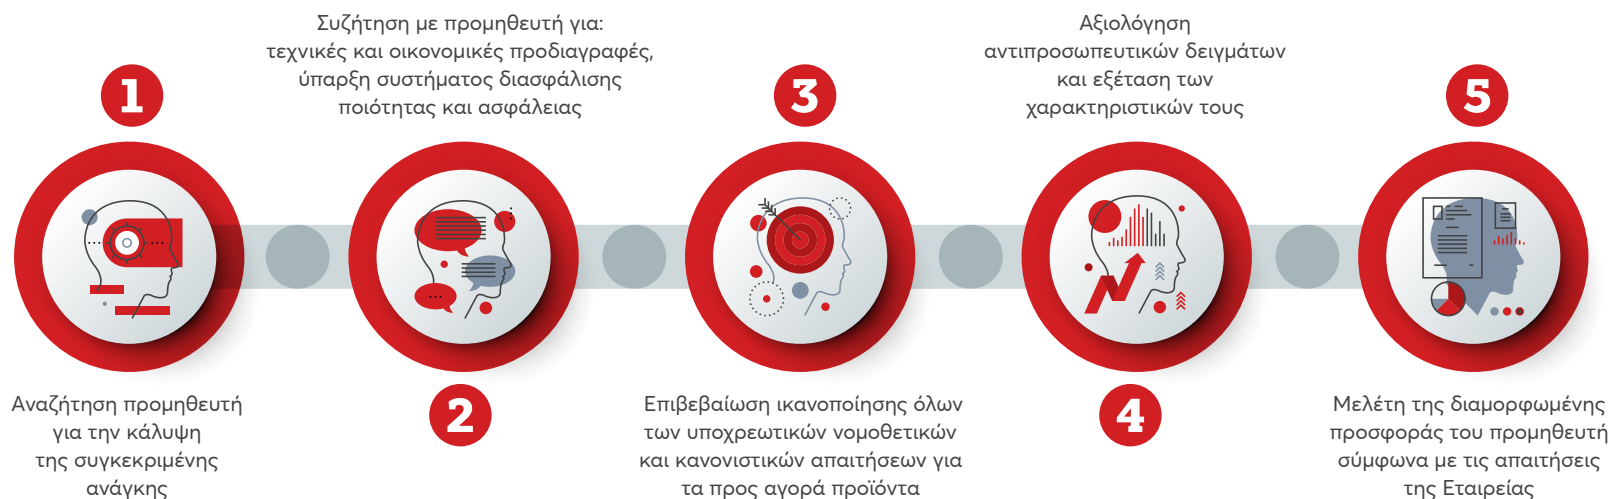 1
Αναζήτηση προμηθευτή
για την κάλυψη
της συγκεκριμένης
ανάγκης
Συζήτηση με προμηθευτή για:
τεχνικές και οικονομικές προδιαγραφές,
ύπαρξη συστήματος διασφάλισης
ποιότητας και ασφάλειας
2
3
Επιβεβαίωση ικανοποίησης όλων
των υποχρεωτικών νομοθετικών
και κανονιστικών απαιτήσεων για
τα προς αγορά προϊόντα
Αξιολόγηση
αντιπροσωπευτικών δειγμάτων
και εξέταση των
χαρακτηριστικών τους
4
5
Μελέτη της διαμορφωμένης
προσφοράς του προμηθευτή
σύμφωνα με τις απαιτήσεις
της Εταιρείας